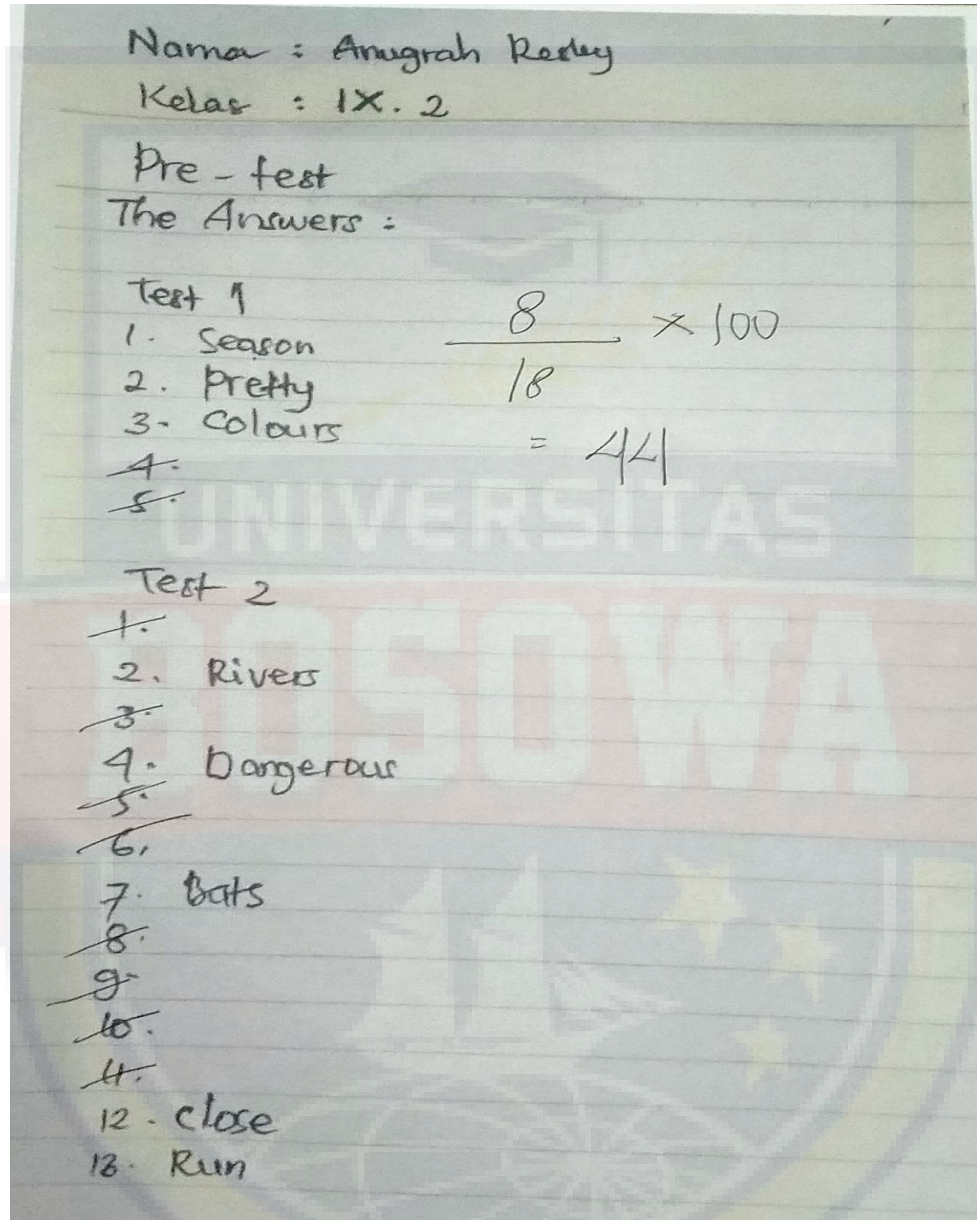 Nama : Anugrah Resley
Kelas : IX. 2
Pre - test
The Answers :
Test 1
1. Season
2. Pretty
3. Colours
4.
5.
8 / 18 × 100
= 44
UNIVERSITAS
Test 2
1.
BOSOWA
2. Rivers
3.
4. Dangerous
5.
6.
7. Bats
8.
9.
10.
11.
12. Close
13. Run